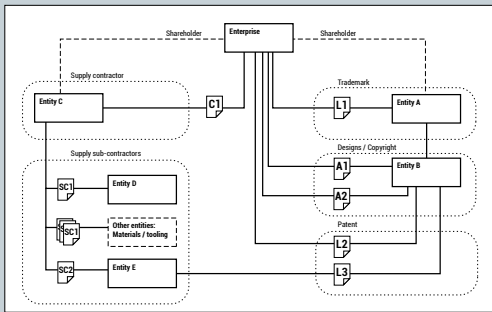 Enterprise
Shareholder
Shareholder
Supply contractor
Trademark
Entity C
C1
L1
Entity A
Designs / Copyright
Supply sub-contractors
A1
Entity B
SC1
Entity D
A2
SC1
Other entities:
Materials / tooling
Patent
L2
SC2
Entity E
L3